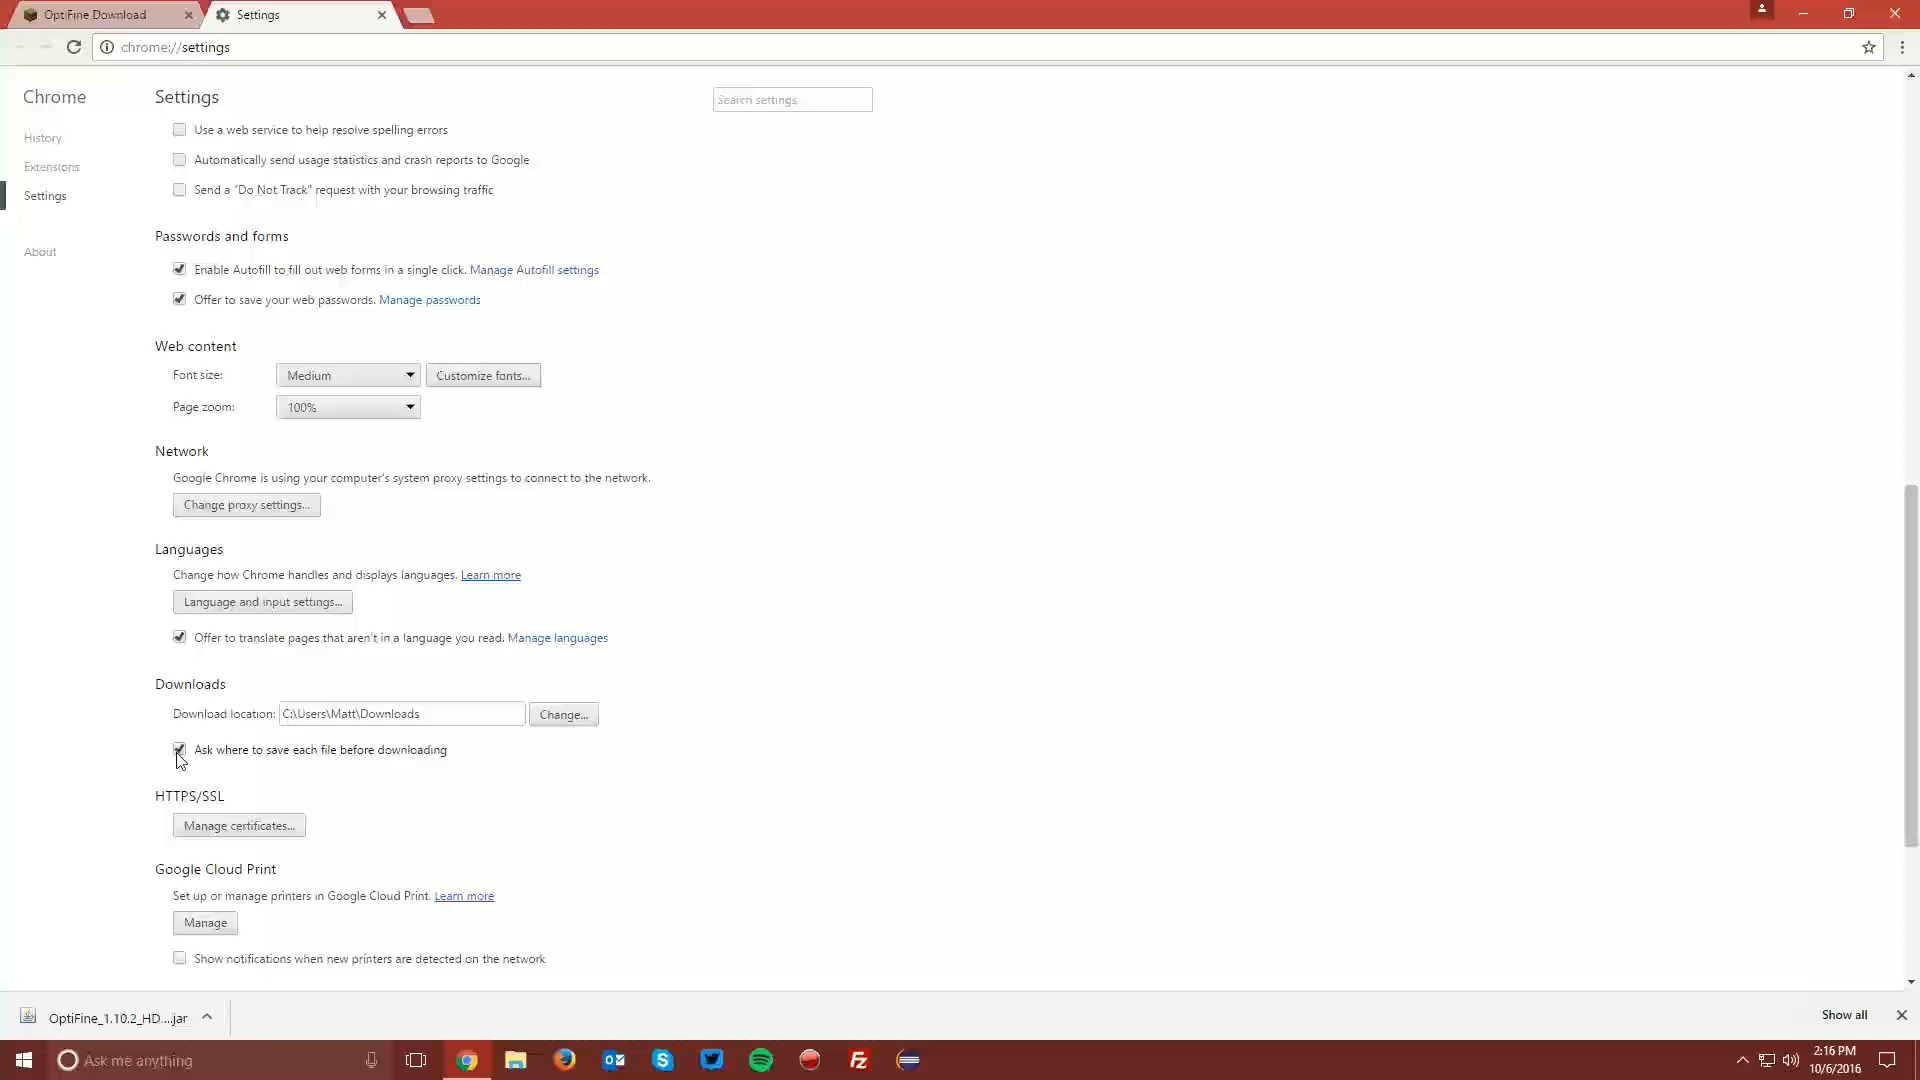 OptiFine Download
Settings
chrome://settings
Chrome
Settings
Search settings
History
Extensions
Settings
About
Use a web service to help resolve spelling errors
Automatically send usage statistics and crash reports to Google
Send a "Do Not Track" request with your browsing traffic
Passwords and forms
Enable Autofill to fill out web forms in a single click. Manage Autofill settings
Offer to save your web passwords. Manage passwords
Web content
Font size: Medium Customize fonts...
Page zoom: 100%
Network
Google Chrome is using your computer's system proxy settings to connect to the network.
Change proxy settings...
Languages
Change how Chrome handles and displays languages. Learn more
Language and input settings...
Offer to translate pages that aren't in a language you read. Manage languages
Downloads
Download location: C:\Users\Matt\Downloads Change...
Ask where to save each file before downloading
HTTPS/SSL
Manage certificates...
Google Cloud Print
Set up or manage printers in Google Cloud Print. Learn more
Manage
Show notifications when new printers are detected on the network
OptiFine_1.10.2_HD....jar
Show all
Ask me anything
2:16 PM
10/6/2016